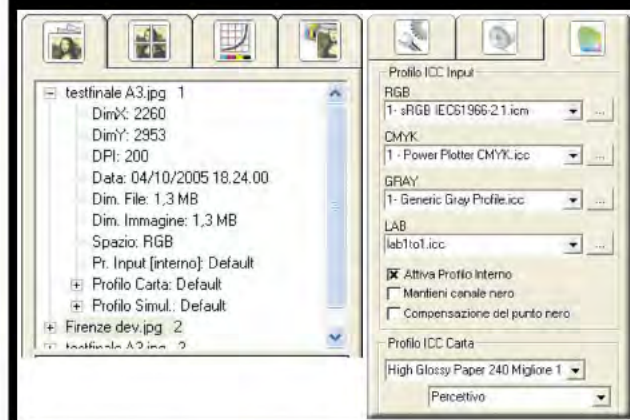 testfinale A3.jpg 1
DimX: 2260
DimY: 2953
DPI: 200
Data: 04/10/2005 18.24.00
Dim. File: 1,3 MB
Dim. Immagine: 1,3 MB
Spazio: RGB
Pr. Input [interno]: Default
Profilo Carta: Default
Profilo Simul.: Default
Firenze dev.jpg 2
testfinale A3.jpg
Profilo ICC Input
RGB
1- sRGB IEC61966-2.1.icm
...
CMYK
1 - Power Plotter CMYK.icc
...
GRAY
1- Generic Gray Profile.icc
...
LAB
lab1to1.icc
...
Attiva Profilo Interno
Mantieni canale nero
Compensazione del punto nero
Profilo ICC Carta
High Glossy Paper 240 Migliore 1
Percettivo